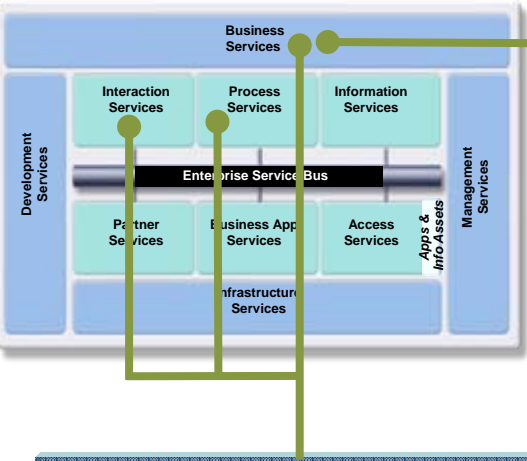 Business
Services
Interaction
Services
Process
Services
Information
Services
Development
Services
Enterprise Service Bus
Management
Services
Partner
Services
Business App
Services
Access
Services
Apps &
Info Assets
Infrastructure
Services